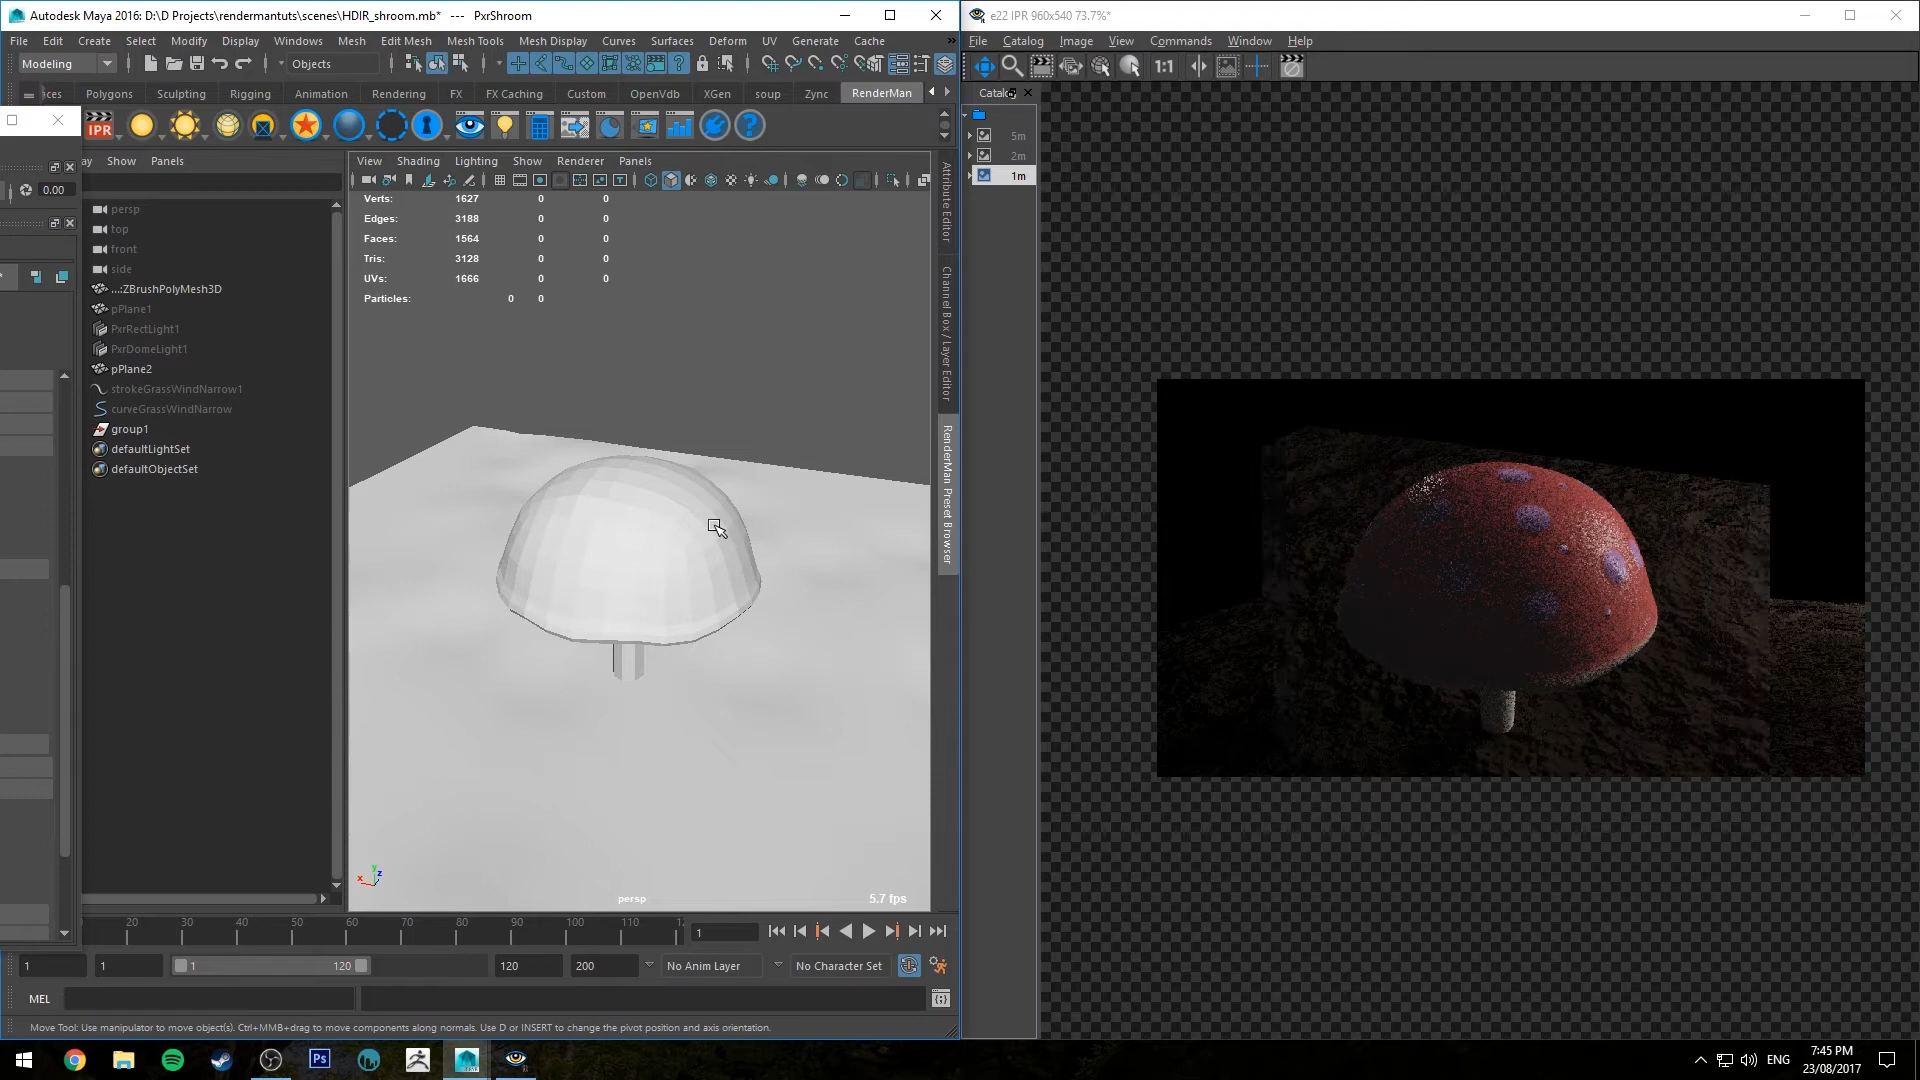 Autodesk Maya 2016: D:\D Projects\rendermantuts\scenes\HDIR_shroom.mb*   ---   PxrShroom
File Edit Create Select Modify Display Windows Mesh Edit Mesh Mesh Tools Mesh Display Curves Surfaces Deform UV Generate Cache »
Modeling Objects
ices Polygons Sculpting Rigging Animation Rendering FX FX Caching Custom OpenVdb XGen soup Zync RenderMan
IPR
ay Show Panels
0.00
persp
top
front
side
...:ZBrushPolyMesh3D
pPlane1
PxrRectLight1
PxrDomeLight1
pPlane2
strokeGrassWindNarrow1
curveGrassWindNarrow
group1
defaultLightSet
defaultObjectSet
View Shading Lighting Show Renderer Panels
Verts: 1627 0 0
Edges: 3188 0 0
Faces: 1564 0 0
Tris: 3128 0 0
UVs: 1666 0 0
Particles: 0 0
x y z
persp
5.7 fps
Attribute Editor
Channel Box / Layer Editor
RenderMan Preset Browser
20 30 40 50 60 70 80 90 100 110 12
1
1 1 1 120 120 200 No Anim Layer No Character Set
MEL
Move Tool: Use manipulator to move object(s). Ctrl+MMB+drag to move components along normals. Use D or INSERT to change the pivot position and axis orientation.
e22 IPR 960x540 73.7%*
File Catalog Image View Commands Window Help
1:1
Catalo
5m
2m
1m
Ps
ENG
7:45 PM
23/08/2017